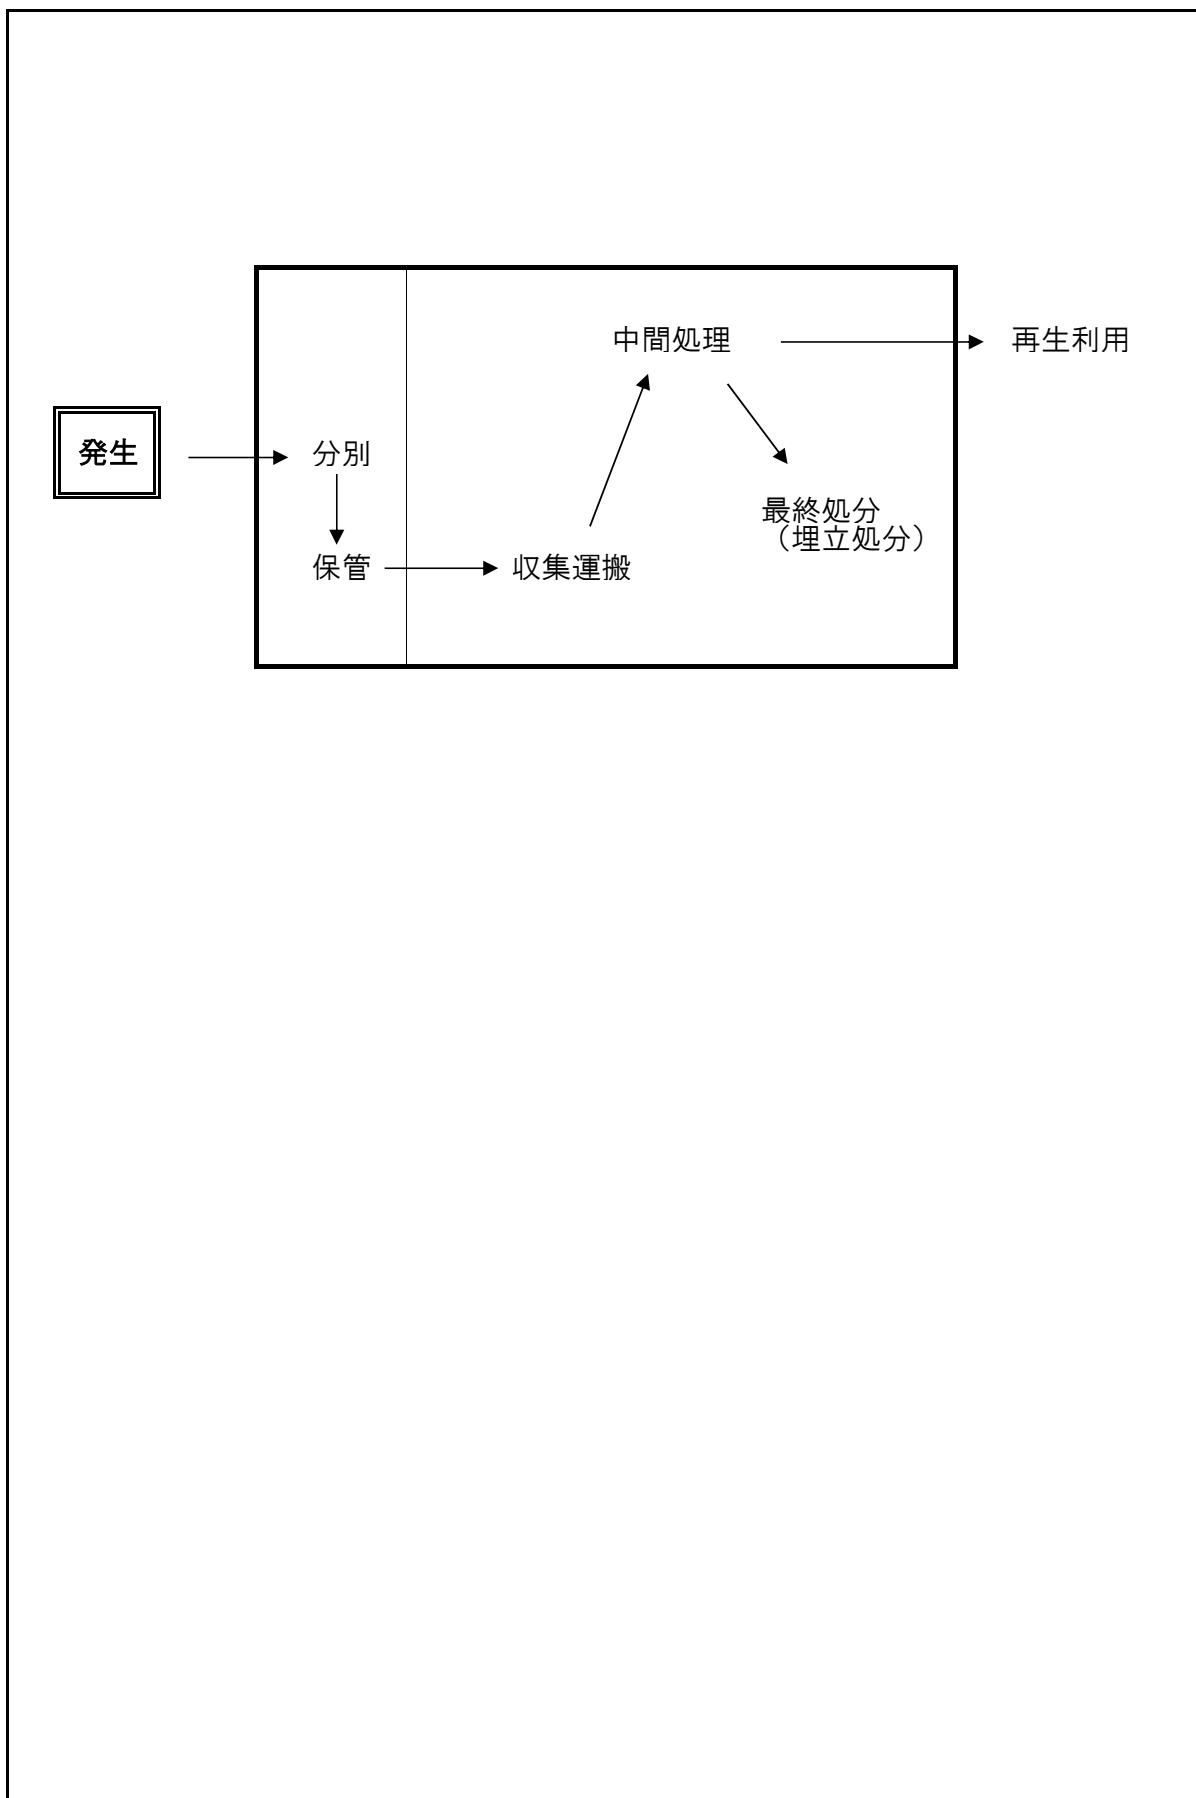 中間処理
再生利用
発生
分別
最終処分
（埋立処分）
保管
収集運搬